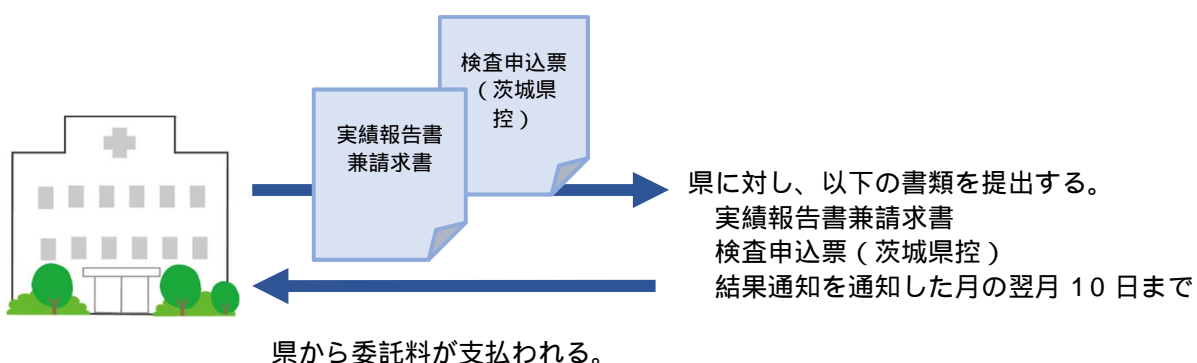 検査申込票
(茨城県
控)
実績報告書
兼請求書
県に対し、以下の書類を提出する。
実績報告書兼請求書
検査申込票(茨城県控)
結果通知を通知した月の翌月 10 日まで
県から委託料が支払われる。